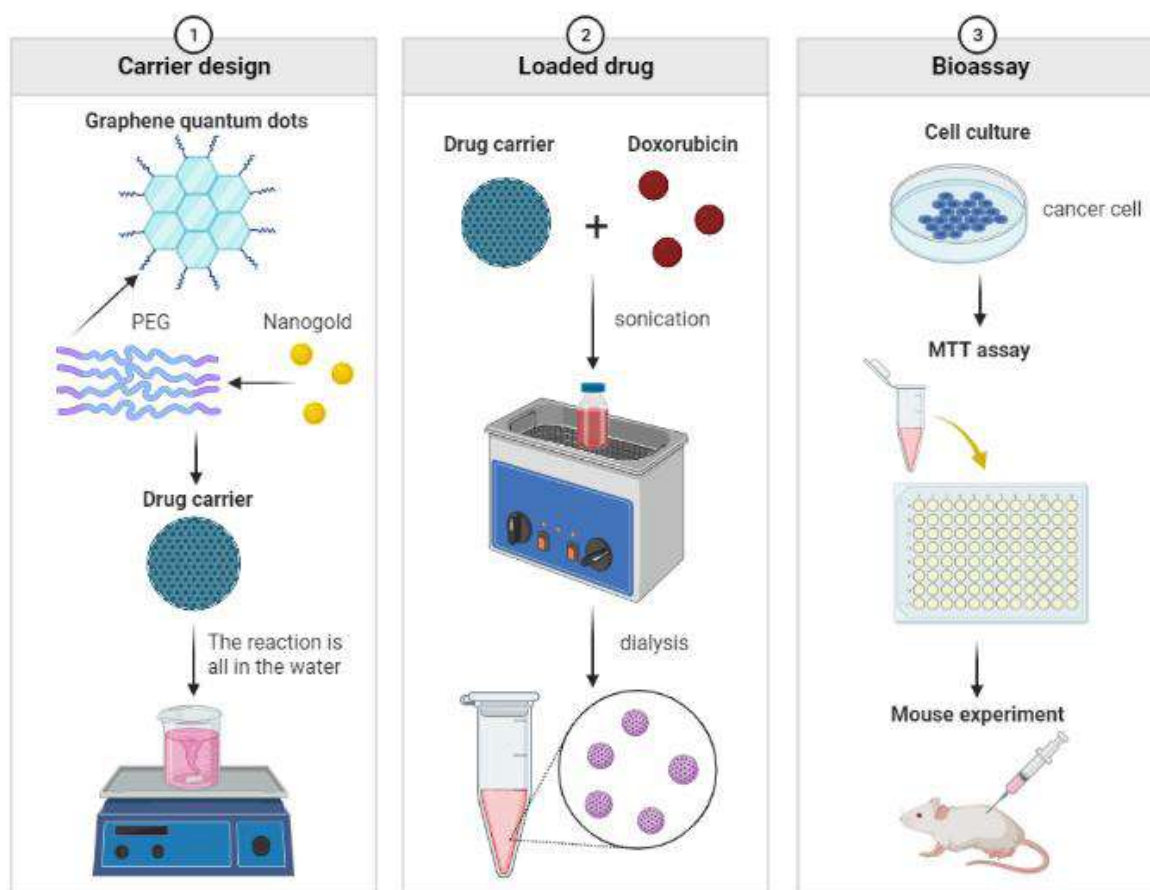 1
Carrier design
Graphene quantum dots
PEG
Nanogold
Drug carrier
The reaction is
all in the water
2
Loaded drug
Drug carrier
Doxorubicin
+
sonication
dialysis
3
Bioassay
Cell culture
cancer cell
MTT assay
Mouse experiment